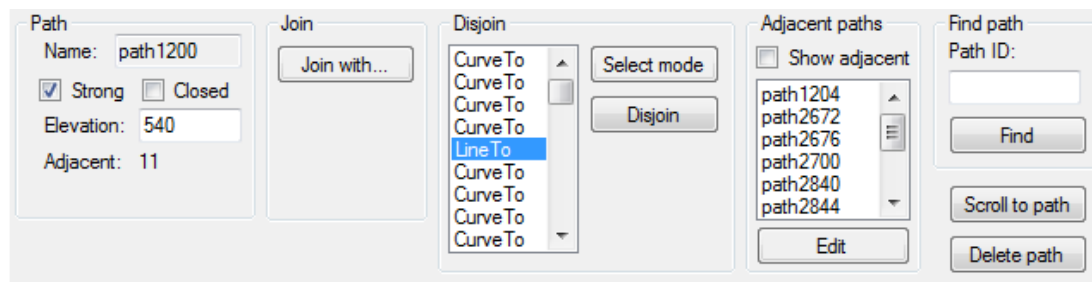 Path
Name: path1200
Strong Closed
Elevation: 540
Adjacent: 11
Join
Join with...
Disjoin
CurveTo
CurveTo
CurveTo
CurveTo
LineTo
CurveTo
CurveTo
CurveTo
CurveTo
Select mode
Disjoin
Adjacent paths
Show adjacent
path1204
path2672
path2676
path2700
path2840
path2844
Edit
Find path
Path ID:
Find
Scroll to path
Delete path